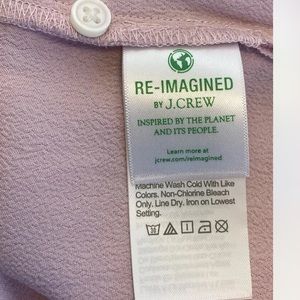 RE-IMAGINED
BY J.CREW
INSPIRED BY THE PLANET
AND ITS PEOPLE.
Learn more at
jcrew.com/reimagined
Machine Wash Cold With Like
Colors. Non-Chlorine Bleach
Only. Line Dry. Iron on Lowest
Setting.